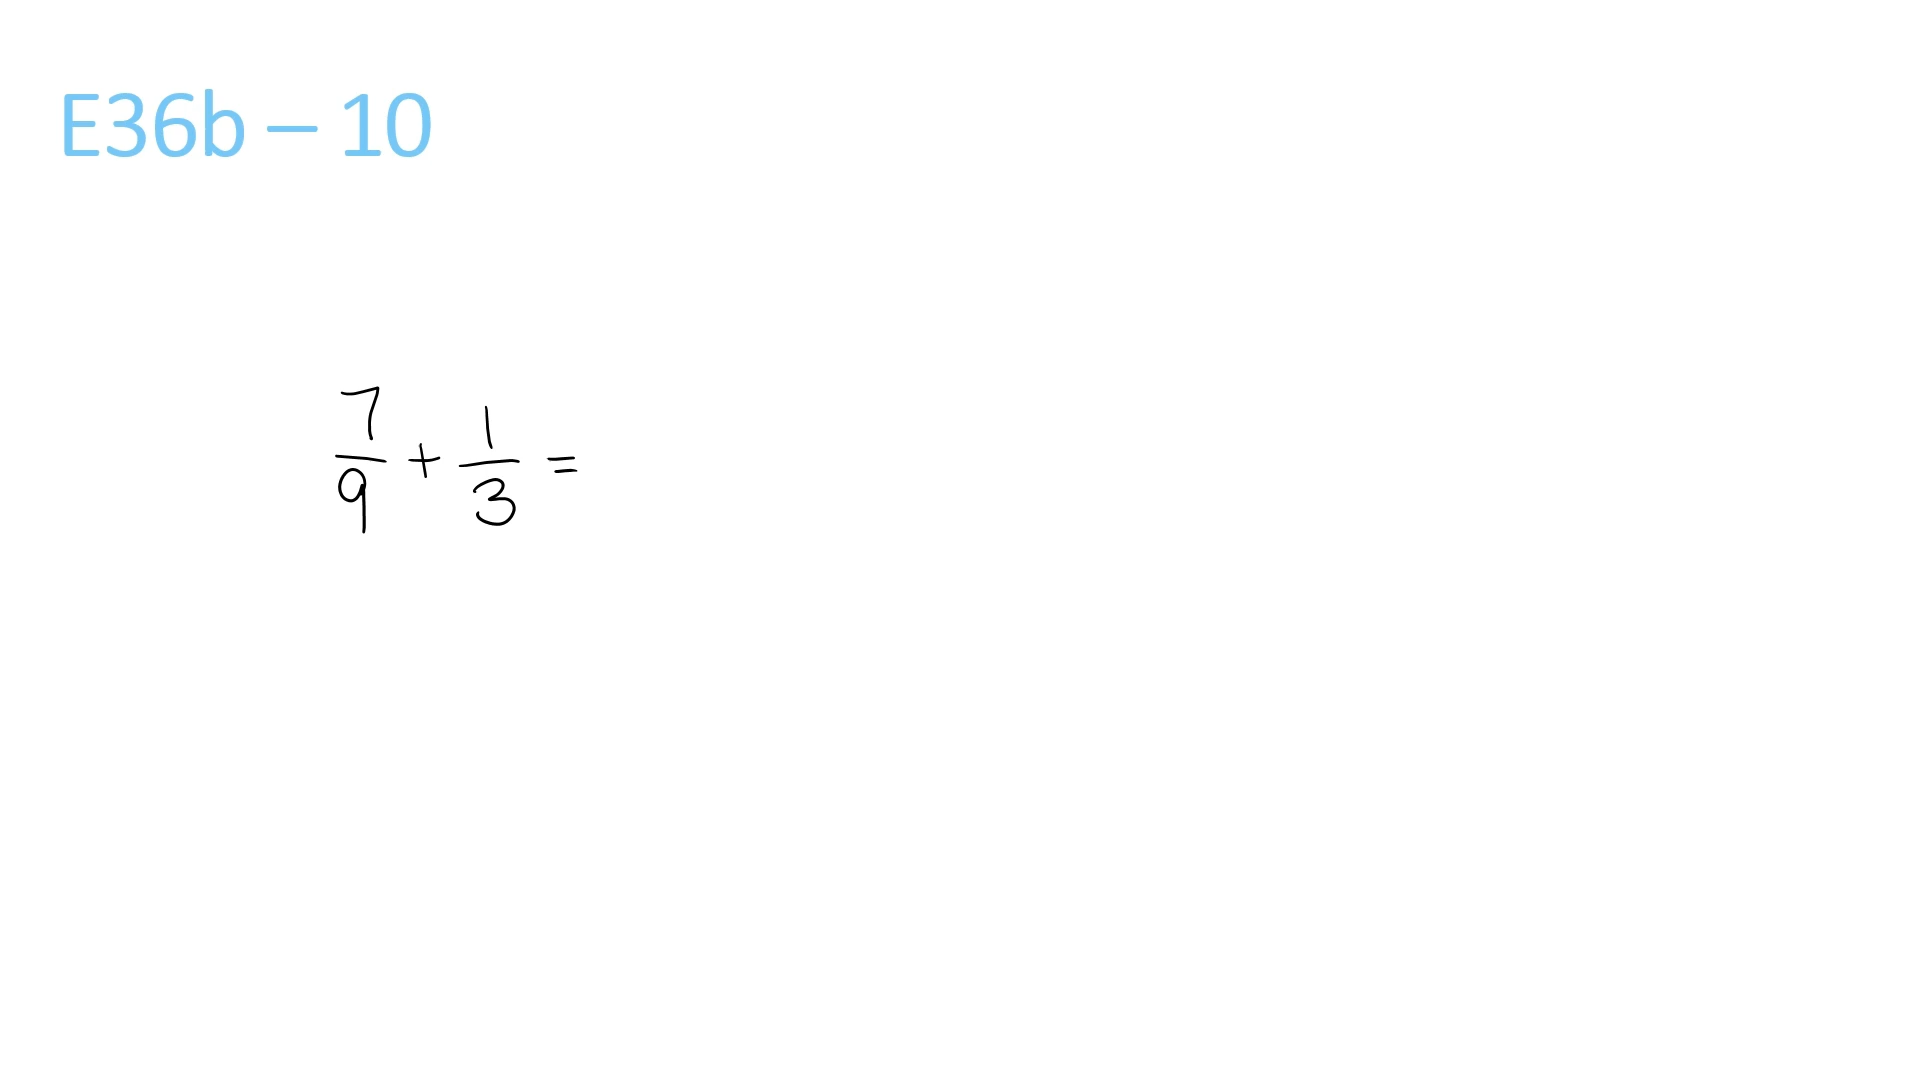 E36b – 10
7/9 + 1/3 =